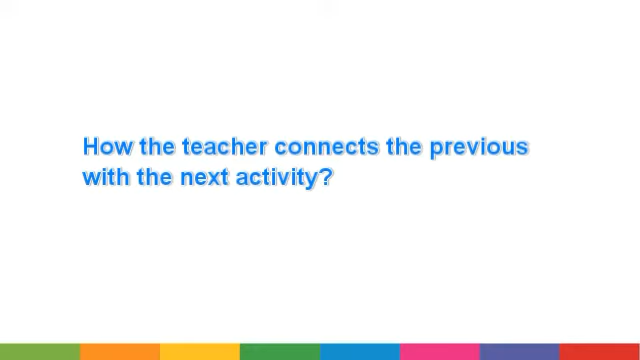 How the teacher connects the previous
with the next activity?